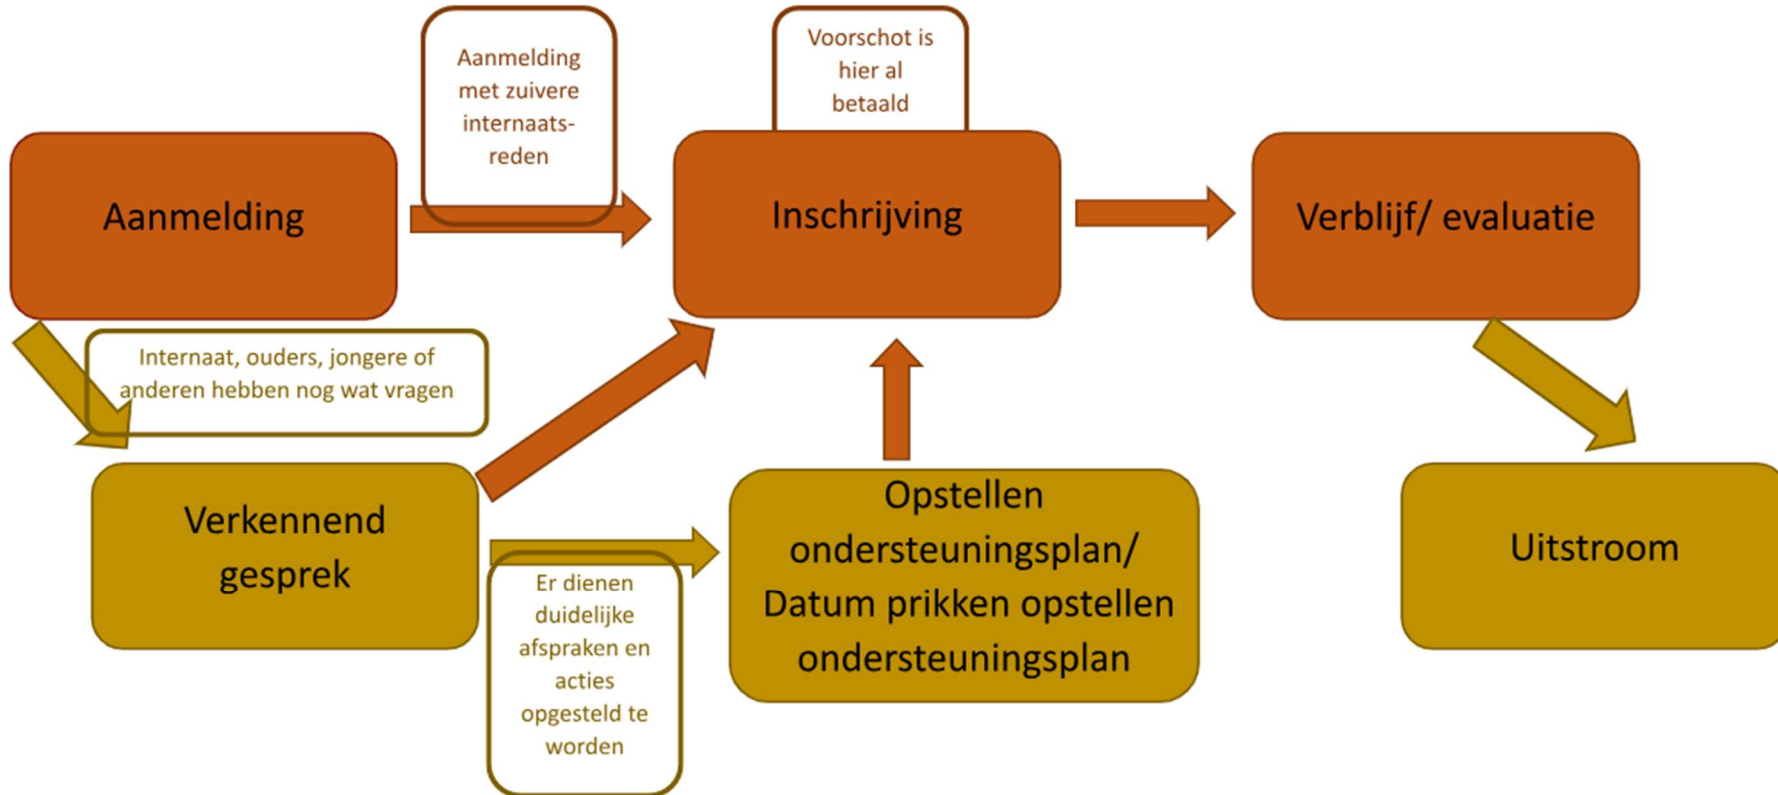 Aanmelding
Aanmelding
met zuivere
internaats-
reden
Voorschot is
hier al
betaald
Inschrijving
Verblijf/ evaluatie
Internaat, ouders, jongere of
anderen hebben nog wat vragen
Verkennend
gesprek
Er dienen
duidelijke
afspraken en
acties
opgesteld te
worden
Opstellen
ondersteuningsplan/
Datum prikken opstellen
ondersteuningsplan
Uitstroom